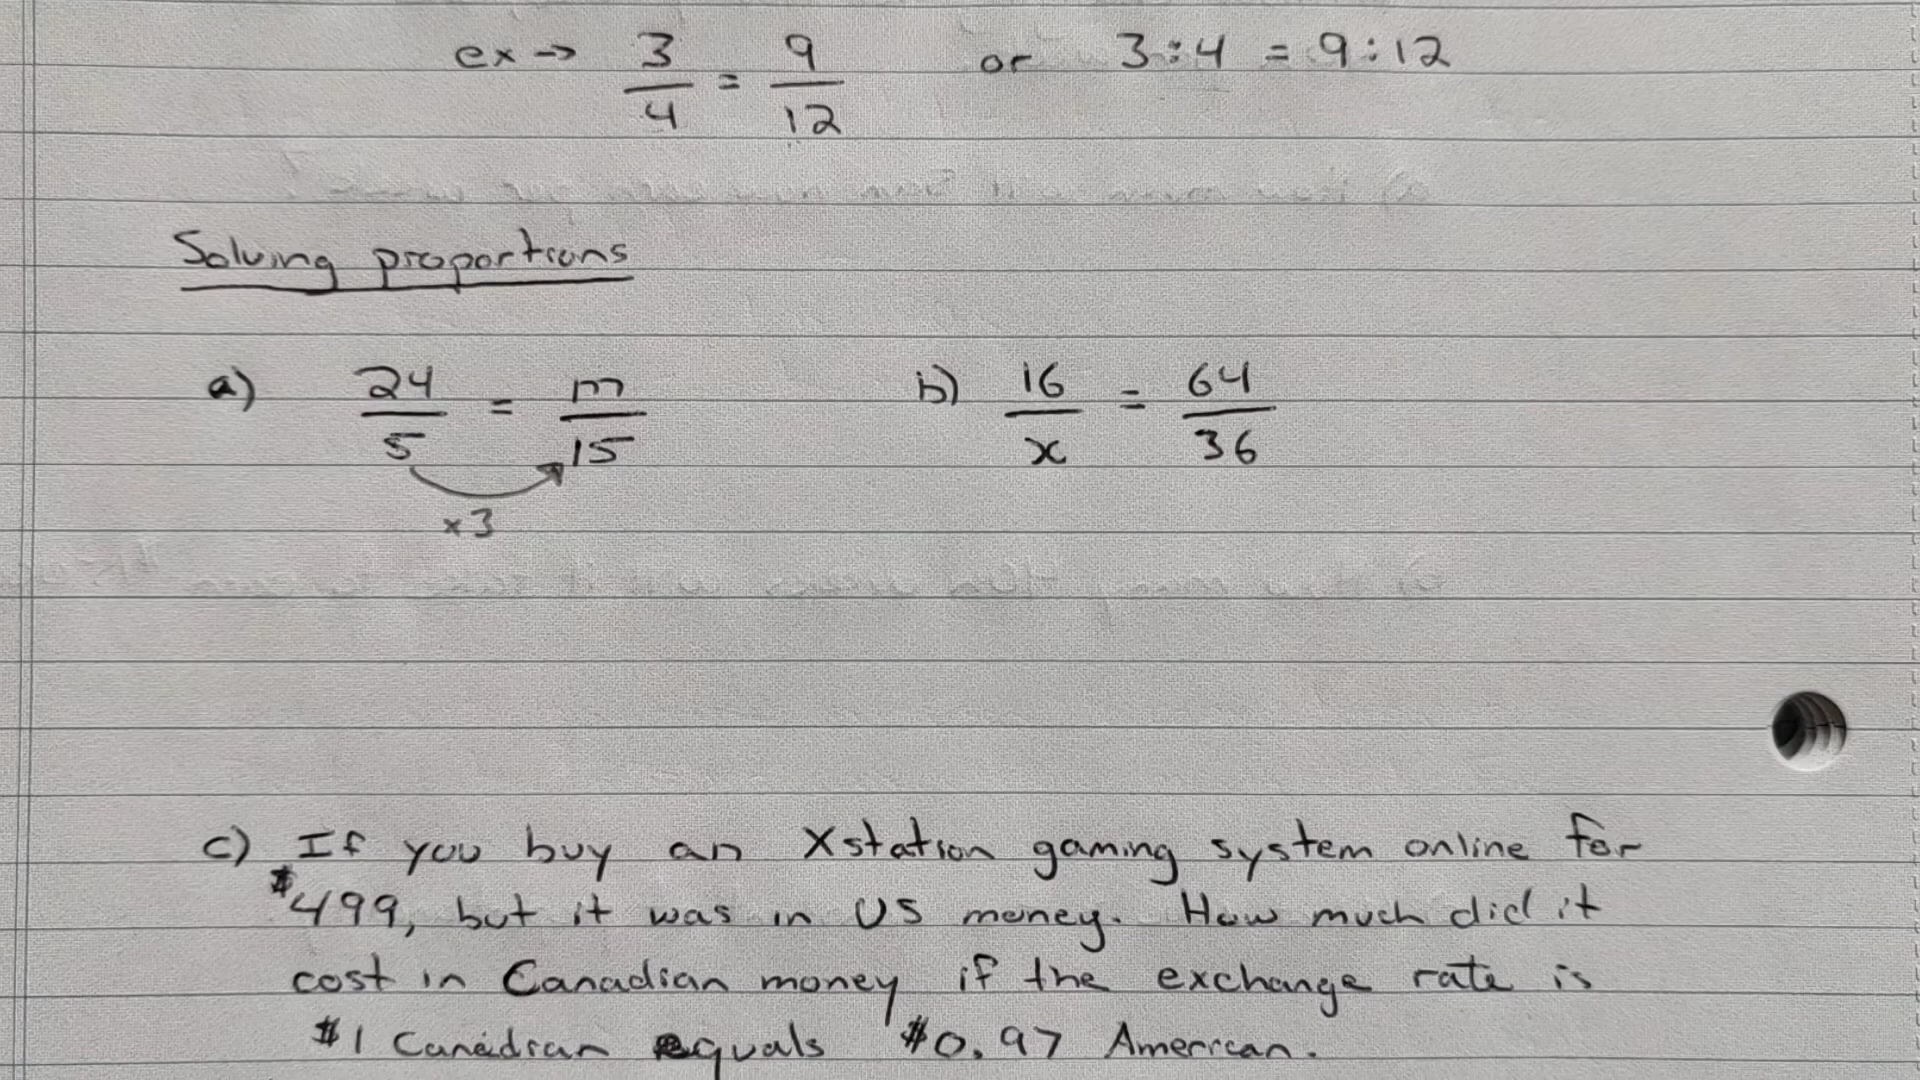 ex → 3/4 = 9/12 or 3:4 = 9:12
Solving proportions
a) 24/5 = m/15 b) 16/x = 64/36
x3
c) If you buy an Xstation gaming system online for
$499, but it was in US money. How much did it
cost in Canadian money if the exchange rate is
$1 Canadian equals $0.97 American.